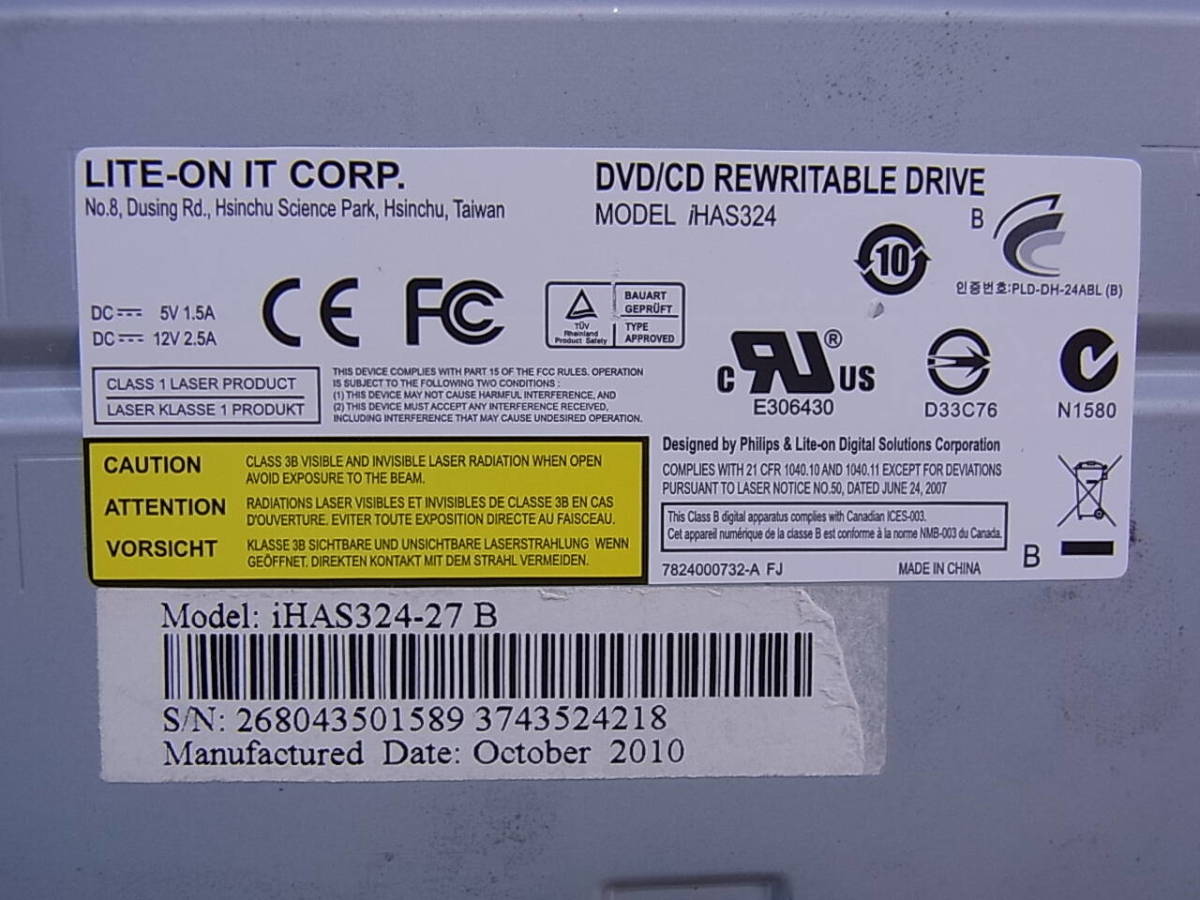 LITE-ON IT CORP.
No.8, Dusing Rd., Hsinchu Science Park, Hsinchu, Taiwan
DVD/CD REWRITABLE DRIVE
MODEL iHAS324
B
10
인증번호:PLD-DH-24ABL (B)
DC 5V 1.5A
DC 12V 2.5A
CE
FC
TÜV
Rheinland
Product Safety
BAUART
GEPRÜFT
TYPE
APPROVED
c RU ® US
E306430
D33C76
N1580
CLASS 1 LASER PRODUCT
LASER KLASSE 1 PRODUKT
THIS DEVICE COMPLIES WITH PART 15 OF THE FCC RULES. OPERATION
IS SUBJECT TO THE FOLLOWING TWO CONDITIONS :
(1) THIS DEVICE MAY NOT CAUSE HARMFUL INTERFERENCE, AND
(2) THIS DEVICE MUST ACCEPT ANY INTERFERENCE RECEIVED,
INCLUDING INTERFERENCE THAT MAY CAUSE UNDESIRED OPERATION.
CAUTION
CLASS 3B VISIBLE AND INVISIBLE LASER RADIATION WHEN OPEN
AVOID EXPOSURE TO THE BEAM.
ATTENTION
RADIATIONS LASER VISIBLES ET INVISIBLES DE CLASSE 3B EN CAS
D'OUVERTURE. EVITER TOUTE EXPOSITION DIRECTE AU FAISCEAU.
VORSICHT
KLASSE 3B SICHTBARE UND UNSICHTBARE LASERSTRAHLUNG WENN
GEÖFFNET. DIREKTEN KONTAKT MIT DEM STRAHL VERMEIDEN.
Designed by Philips & Lite-on Digital Solutions Corporation
COMPLIES WITH 21 CFR 1040.10 AND 1040.11 EXCEPT FOR DEVIATIONS
PURSUANT TO LASER NOTICE NO.50, DATED JUNE 24, 2007
This Class B digital apparatus complies with Canadian ICES-003.
Cet appareil numérique de la classe B est conforme à la norme NMB-003 du Canada.
B
7824000732-A FJ
MADE IN CHINA
Model: iHAS324-27 B
S/N: 268043501589 3743524218
Manufactured Date: October 2010